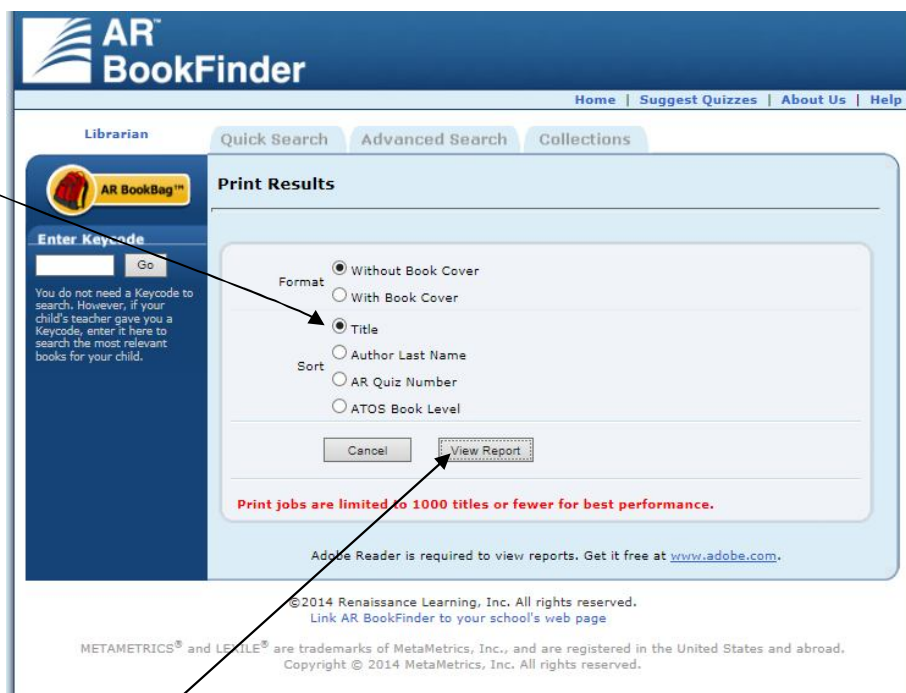 AR™
BookFinder
Home | Suggest Quizzes | About Us | Help
Librarian
Quick Search
Advanced Search
Collections
AR BookBag™
Print Results
Enter Keycode
Go
You do not need a Keycode to
search. However, if your
child's teacher gave you a
Keycode, enter it here to
search the most relevant
books for your child.
Format
Without Book Cover
With Book Cover
Sort
Title
Author Last Name
AR Quiz Number
ATOS Book Level
Cancel
View Report
Print jobs are limited to 1000 titles or fewer for best performance.
Adobe Reader is required to view reports. Get it free at www.adobe.com.
©2014 Renaissance Learning, Inc. All rights reserved.
Link AR BookFinder to your school's web page
METAMETRICS® and LEXILE® are trademarks of MetaMetrics, Inc., and are registered in the United States and abroad.
Copyright © 2014 MetaMetrics, Inc. All rights reserved.